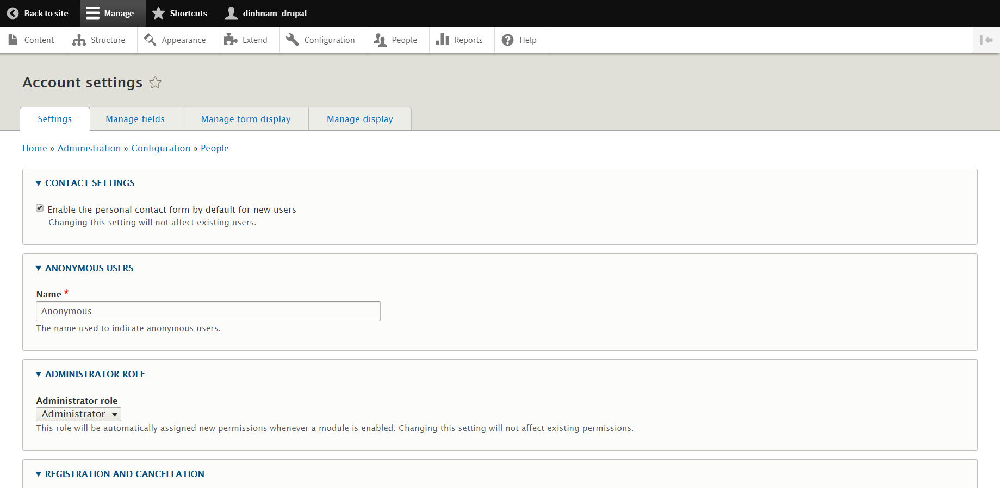 Back to site Manage Shortcuts dinhnam_drupal
Content Structure Appearance Extend Configuration People Reports Help
Account settings
Settings Manage fields Manage form display Manage display
Home » Administration » Configuration » People
CONTACT SETTINGS
Enable the personal contact form by default for new users
Changing this setting will not affect existing users.
ANONYMOUS USERS
Name *
Anonymous
The name used to indicate anonymous users.
ADMINISTRATOR ROLE
Administrator role
Administrator
This role will be automatically assigned new permissions whenever a module is enabled. Changing this setting will not affect existing permissions.
REGISTRATION AND CANCELLATION